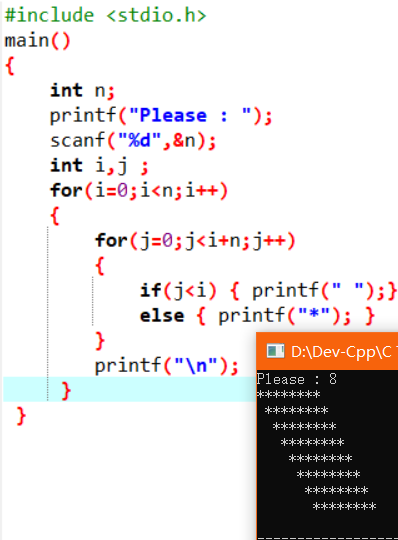 #include <stdio.h>
main()
{
    int n;
    printf("Please : ");
    scanf("%d",&n);
    int i,j ;
    for(i=0;i<n;i++)
    {
        for(j=0;j<i+n;j++)
        {
            if(j<i) { printf(" ");}
            else { printf("*"); }
        }
        printf("\n");
    }
}
D:\Dev-Cpp\C
Please : 8
********
 ********
  ********
   ********
    ********
     ********
      ********
       ********
--------------------